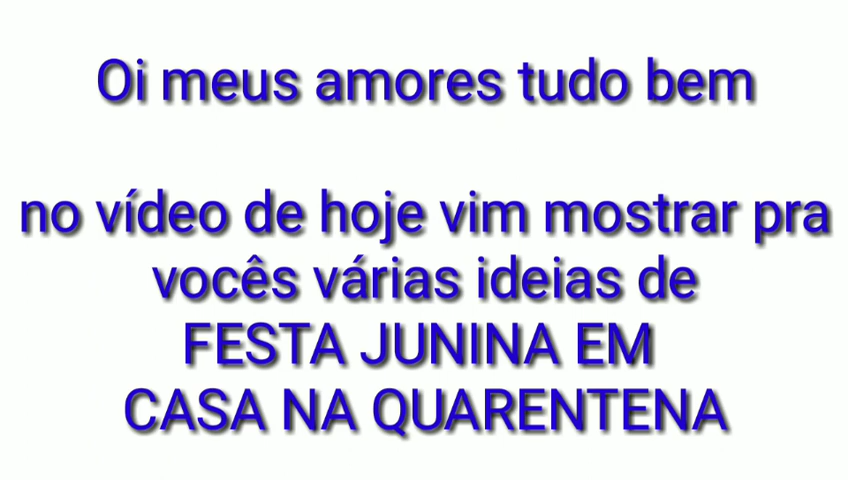 Oi meus amores tudo bem
no vídeo de hoje vim mostrar pra
vocês várias ideias de
FESTA JUNINA EM
CASA NA QUARENTENA